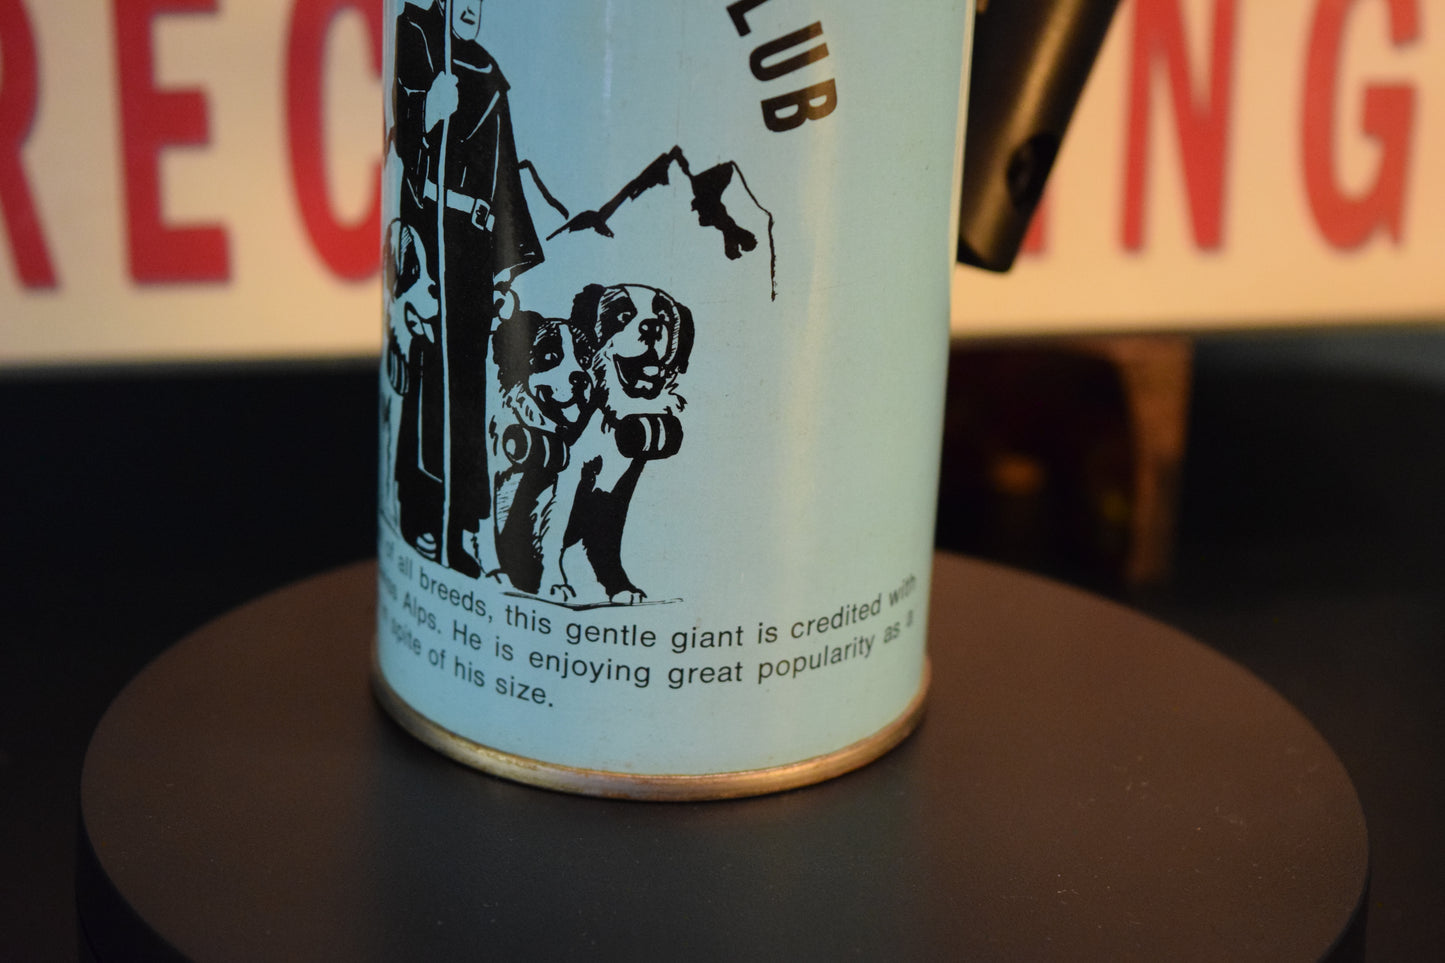 REC
NG
LUB
of all breeds, this gentle giant is credited with
Alps. He is enjoying great popularity as a
spite of his size.